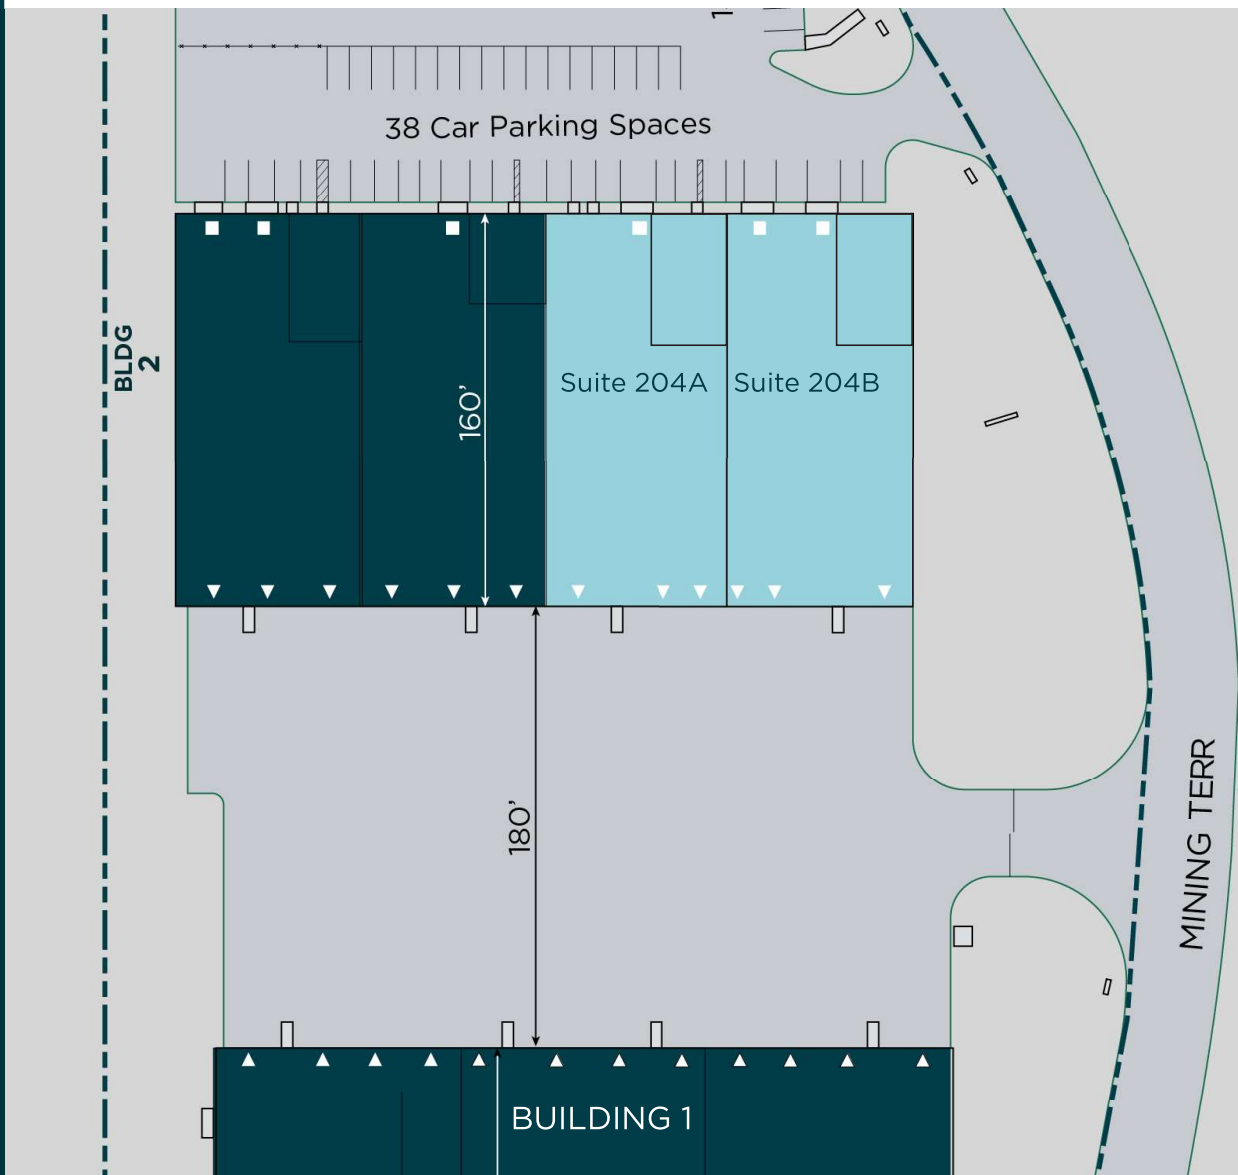 38 Car Parking Spaces
BLDG
2
160’
Suite 204A
Suite 204B
180’
MINING TERR
BUILDING 1